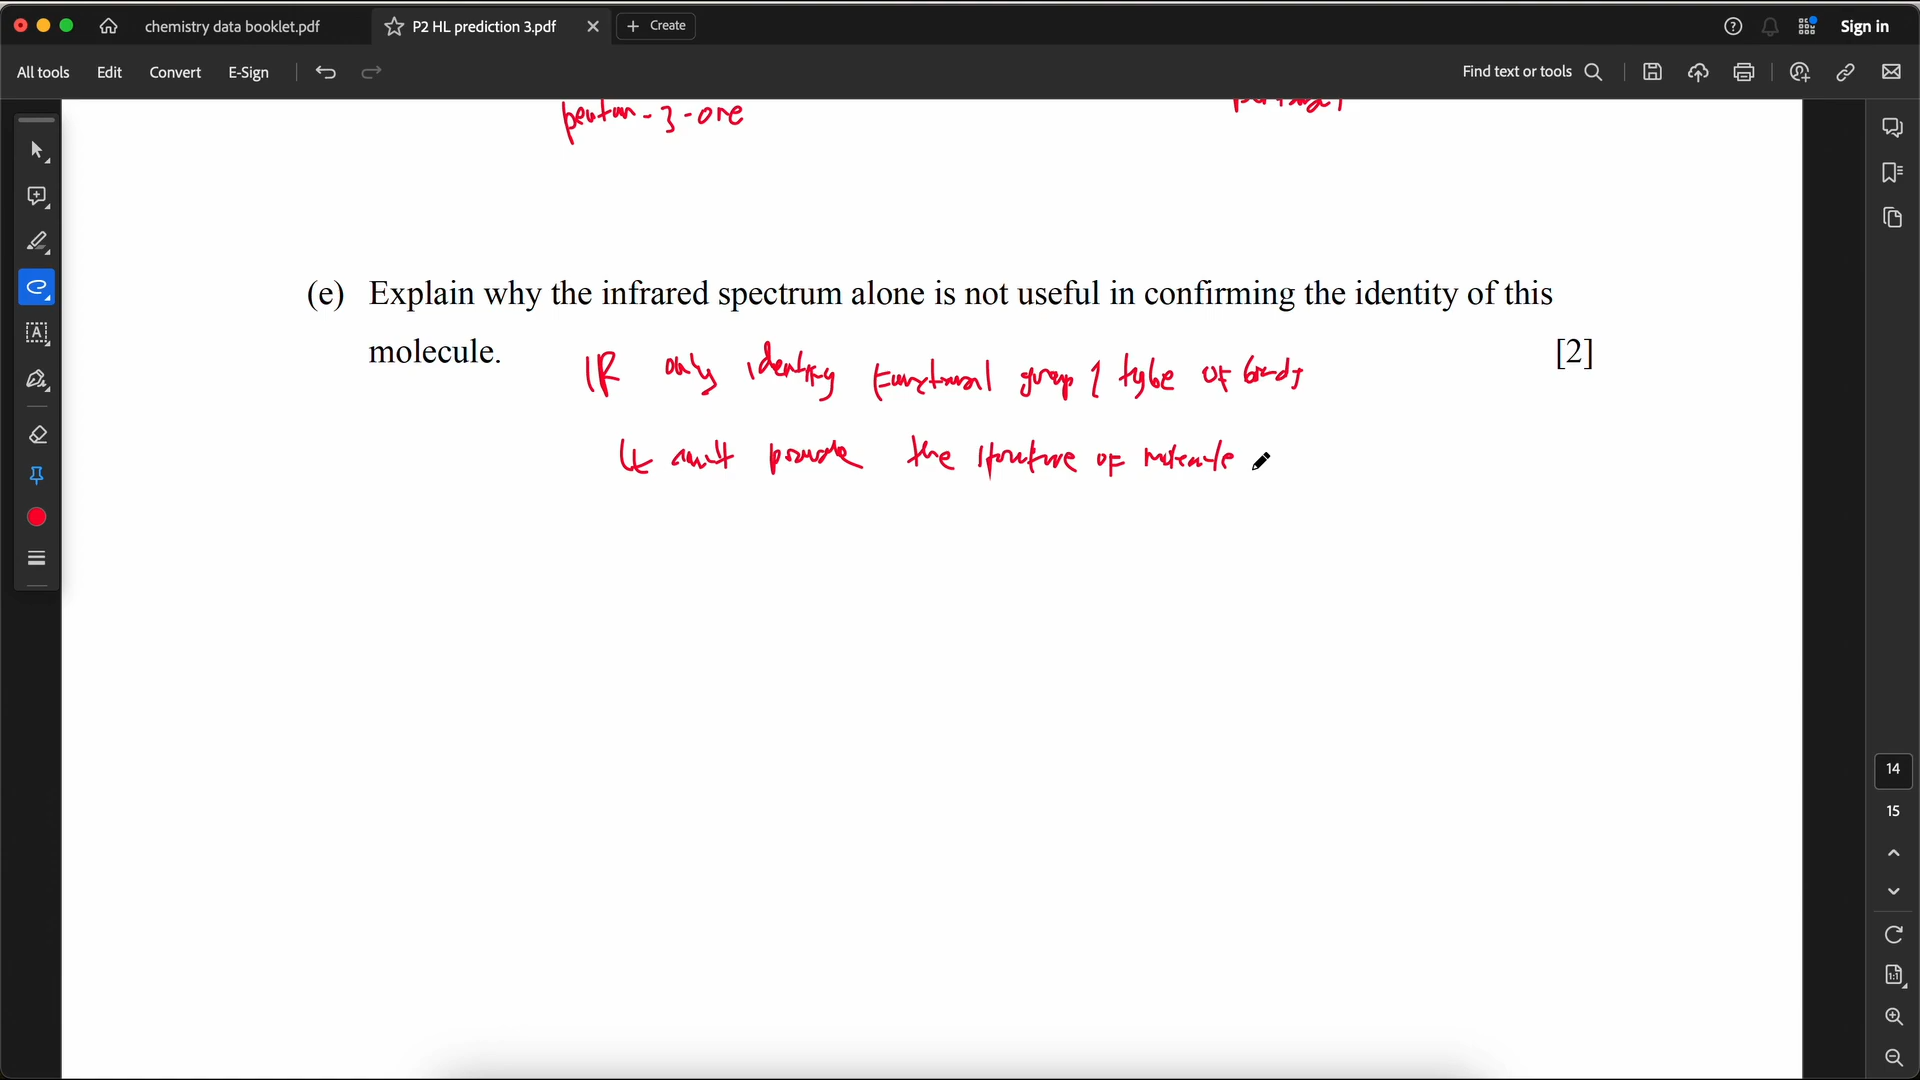 chemistry data booklet.pdf
P2 HL prediction 3.pdf
Create
Sign in
All tools
Edit
Convert
E-Sign
Find text or tools
pentan-3-one
(e) Explain why the infrared spectrum alone is not useful in confirming the identity of this
molecule. [2]
IR only identify functional group / type of bonds
It can't provide the structure of molecule
14
15